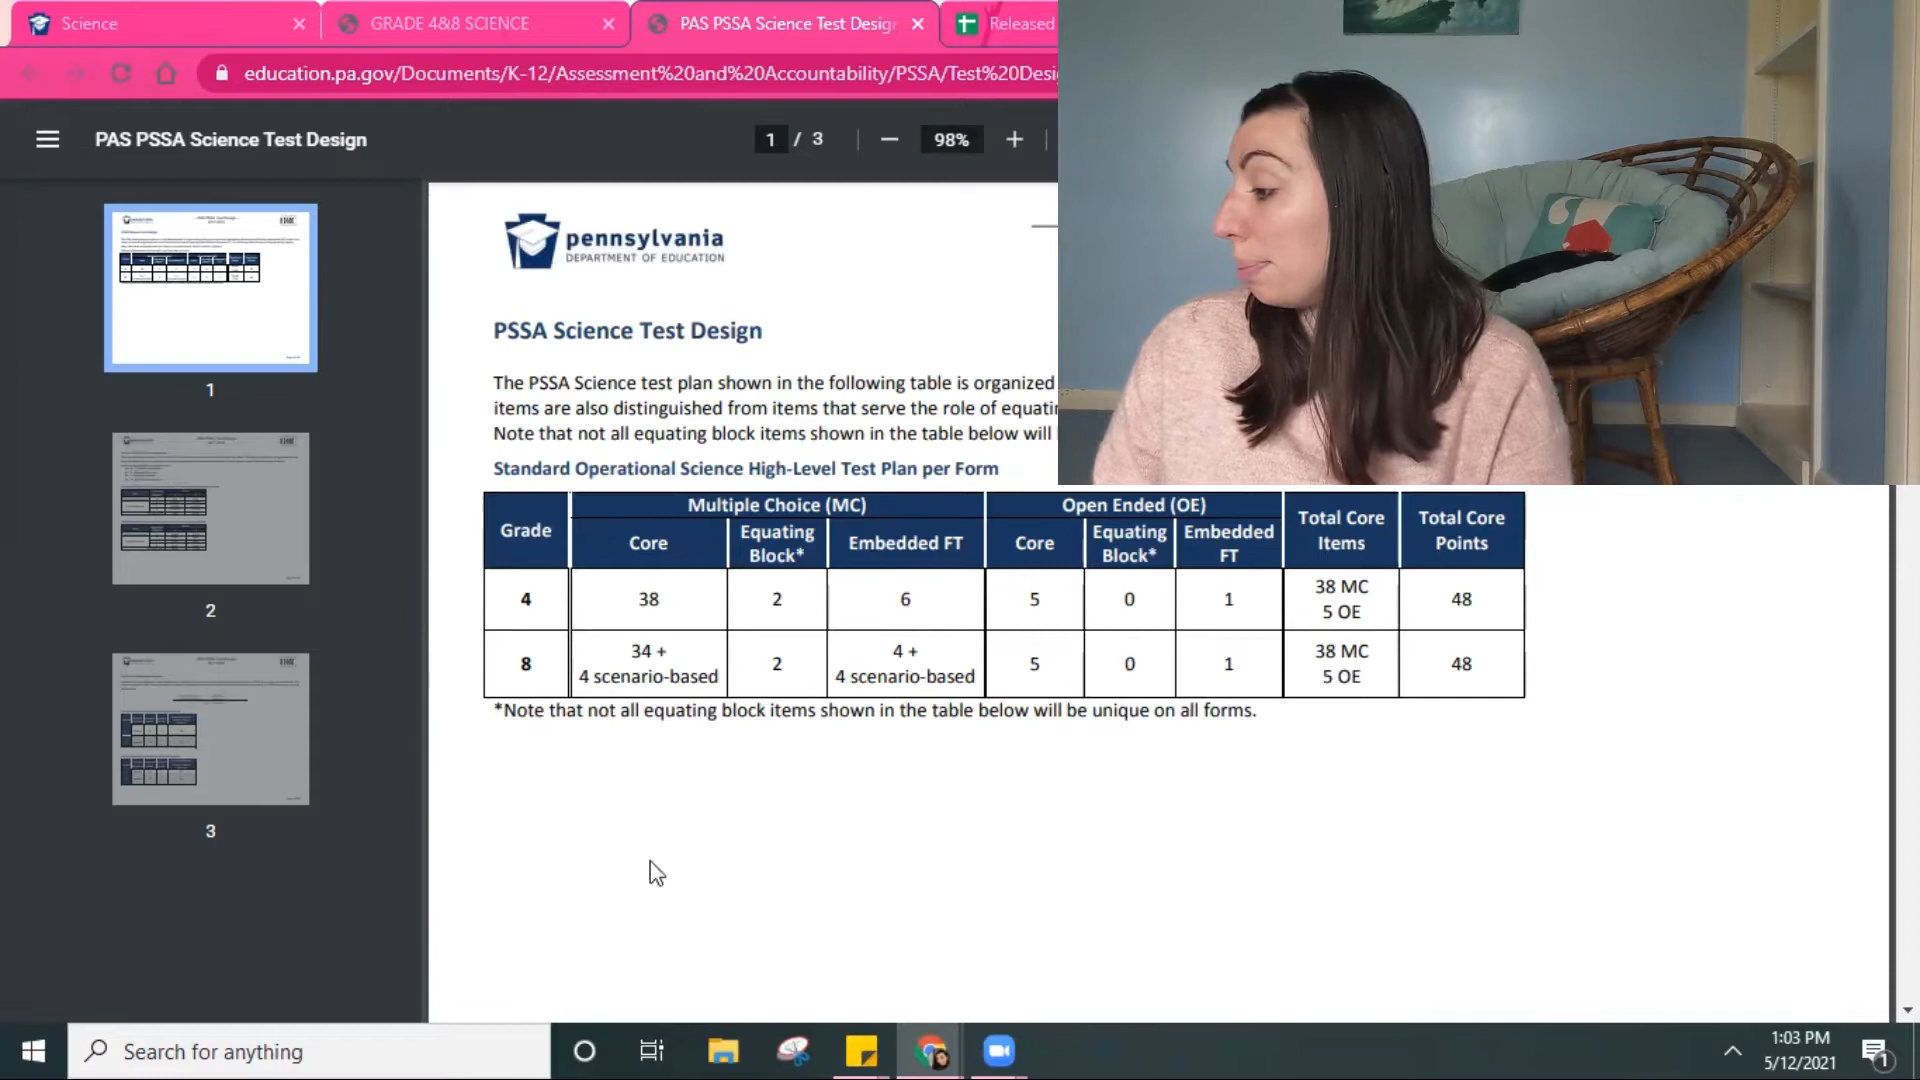 Science
GRADE 4&8 SCIENCE
PAS PSSA Science Test Desig
Released
education.pa.gov/Documents/K-12/Assessment%20and%20Accountability/PSSA/Test%20Desi
PAS PSSA Science Test Design
1 / 3
98%
pennsylvania
DEPARTMENT OF EDUCATION
PSSA Science Test Design
The PSSA Science test plan shown in the following table is organized
items are also distinguished from items that serve the role of equatin
Note that not all equating block items shown in the table below will
Standard Operational Science High-Level Test Plan per Form
Grade
Multiple Choice (MC)
Open Ended (OE)
Total Core
Items
Total Core
Points
Core
Equating
Block*
Embedded FT
Core
Equating
Block*
Embedded
FT
4
38
2
6
5
0
1
38 MC
5 OE
48
8
34 +
4 scenario-based
2
4 +
4 scenario-based
5
0
1
38 MC
5 OE
48
*Note that not all equating block items shown in the table below will be unique on all forms.
1
2
3
Search for anything
1:03 PM
5/12/2021
1